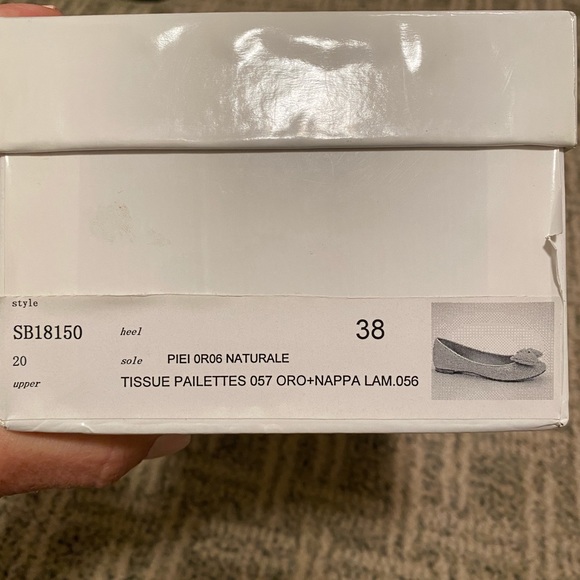 style
SB18150 heel 38
20 sole PIEI 0R06 NATURALE
upper TISSUE PAILETTES 057 ORO+NAPPA LAM.056